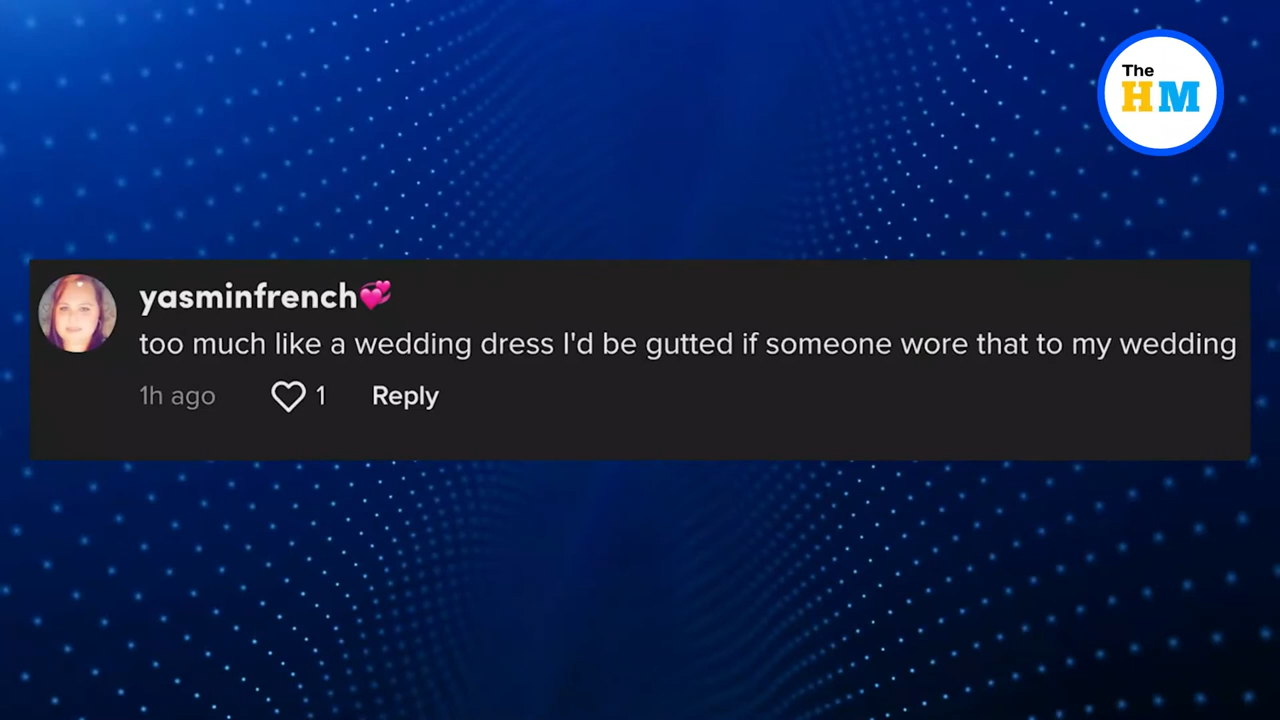 The
HM
yasminfrench💞
too much like a wedding dress I'd be gutted if someone wore that to my wedding
1h ago 1 Reply